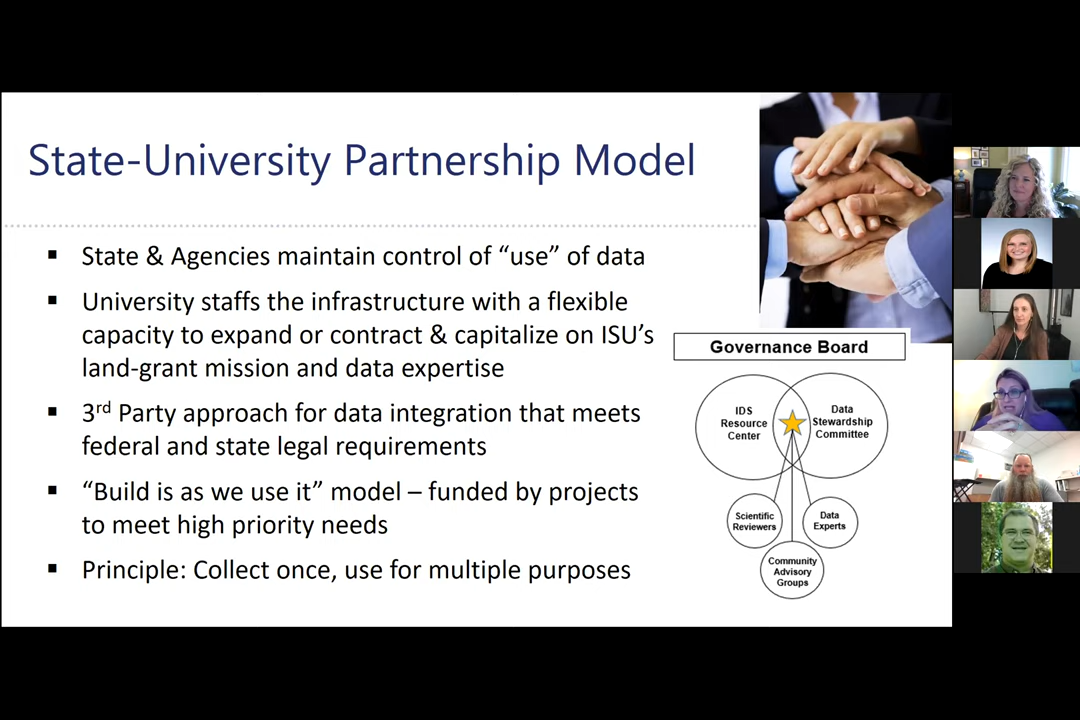 State-University Partnership Model
▪ State & Agencies maintain control of “use” of data
▪ University staffs the infrastructure with a flexible
capacity to expand or contract & capitalize on ISU’s
land-grant mission and data expertise
▪ 3rd Party approach for data integration that meets
federal and state legal requirements
▪ “Build is as we use it” model – funded by projects
to meet high priority needs
▪ Principle: Collect once, use for multiple purposes
Governance Board
IDS
Resource
Center
Data
Stewardship
Committee
Scientific
Reviewers
Data
Experts
Community
Advisory
Groups